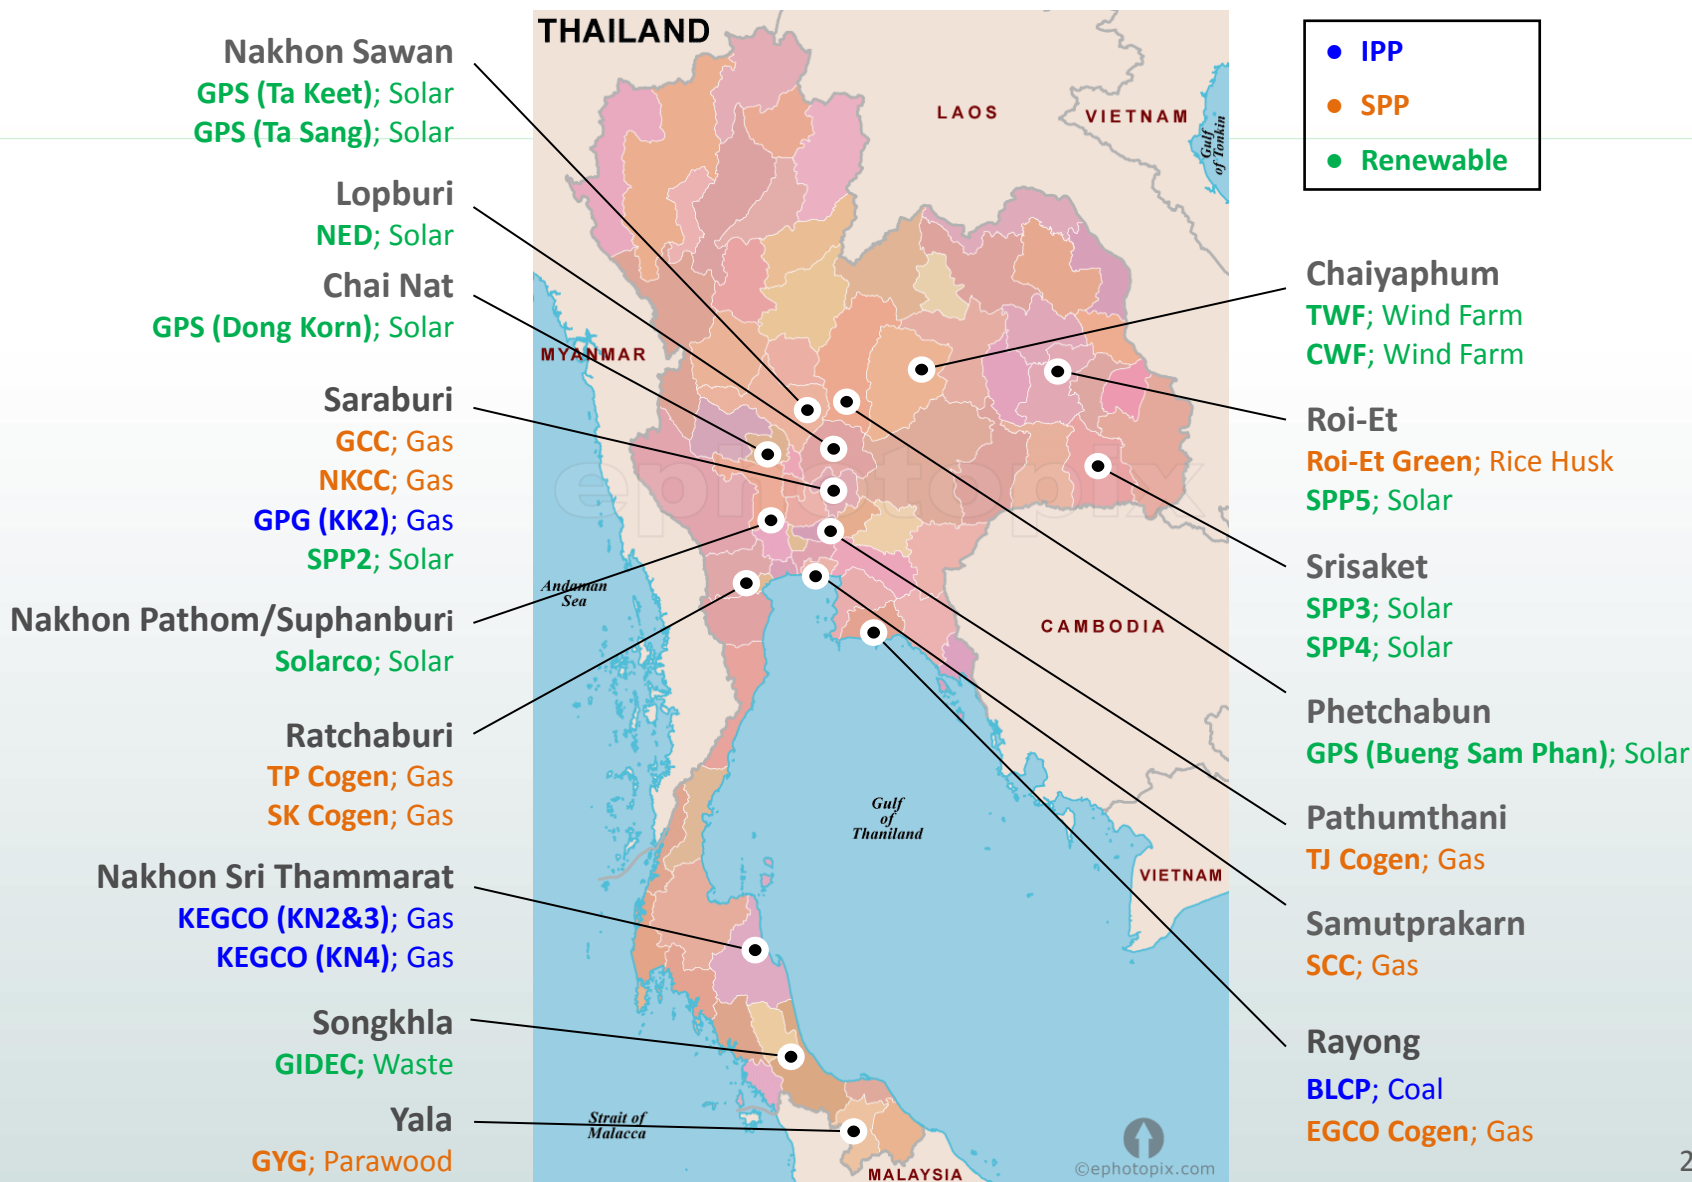 THAILAND
Nakhon Sawan
GPS (Ta Keet); Solar
GPS (Ta Sang); Solar
Lopburi
NED; Solar
Chai Nat
GPS (Dong Korn); Solar
Saraburi
GCC; Gas
NKCC; Gas
GPG (KK2); Gas
SPP2; Solar
Nakhon Pathom/Suphanburi
Solarco; Solar
Ratchaburi
TP Cogen; Gas
SK Cogen; Gas
Nakhon Sri Thammarat
KEGCO (KN2&3); Gas
KEGCO (KN4); Gas
Songkhla
GIDEC; Waste
Yala
GYG; Parawood
LAOS
VIETNAM
Gulf
of Tonkin
MYANMAR
ephotopix
Andaman
Sea
CAMBODIA
Gulf
of
Thaniland
VIETNAM
Strait of
Malacca
MALAYSIA
©ephotopix.com
IPP
SPP
Renewable
Chaiyaphum
TWF; Wind Farm
CWF; Wind Farm
Roi-Et
Roi-Et Green; Rice Husk
SPP5; Solar
Srisaket
SPP3; Solar
SPP4; Solar
Phetchabun
GPS (Bueng Sam Phan); Solar
Pathumthani
TJ Cogen; Gas
Samutprakarn
SCC; Gas
Rayong
BLCP; Coal
EGCO Cogen; Gas
2